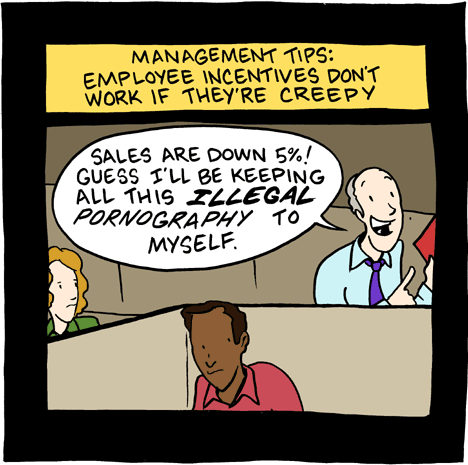 MANAGEMENT TIPS:
EMPLOYEE INCENTIVES DON'T
WORK IF THEY'RE CREEPY
SALES ARE DOWN 5%!
GUESS I'LL BE KEEPING
ALL THIS ILLEGAL
PORNOGRAPHY TO
MYSELF.